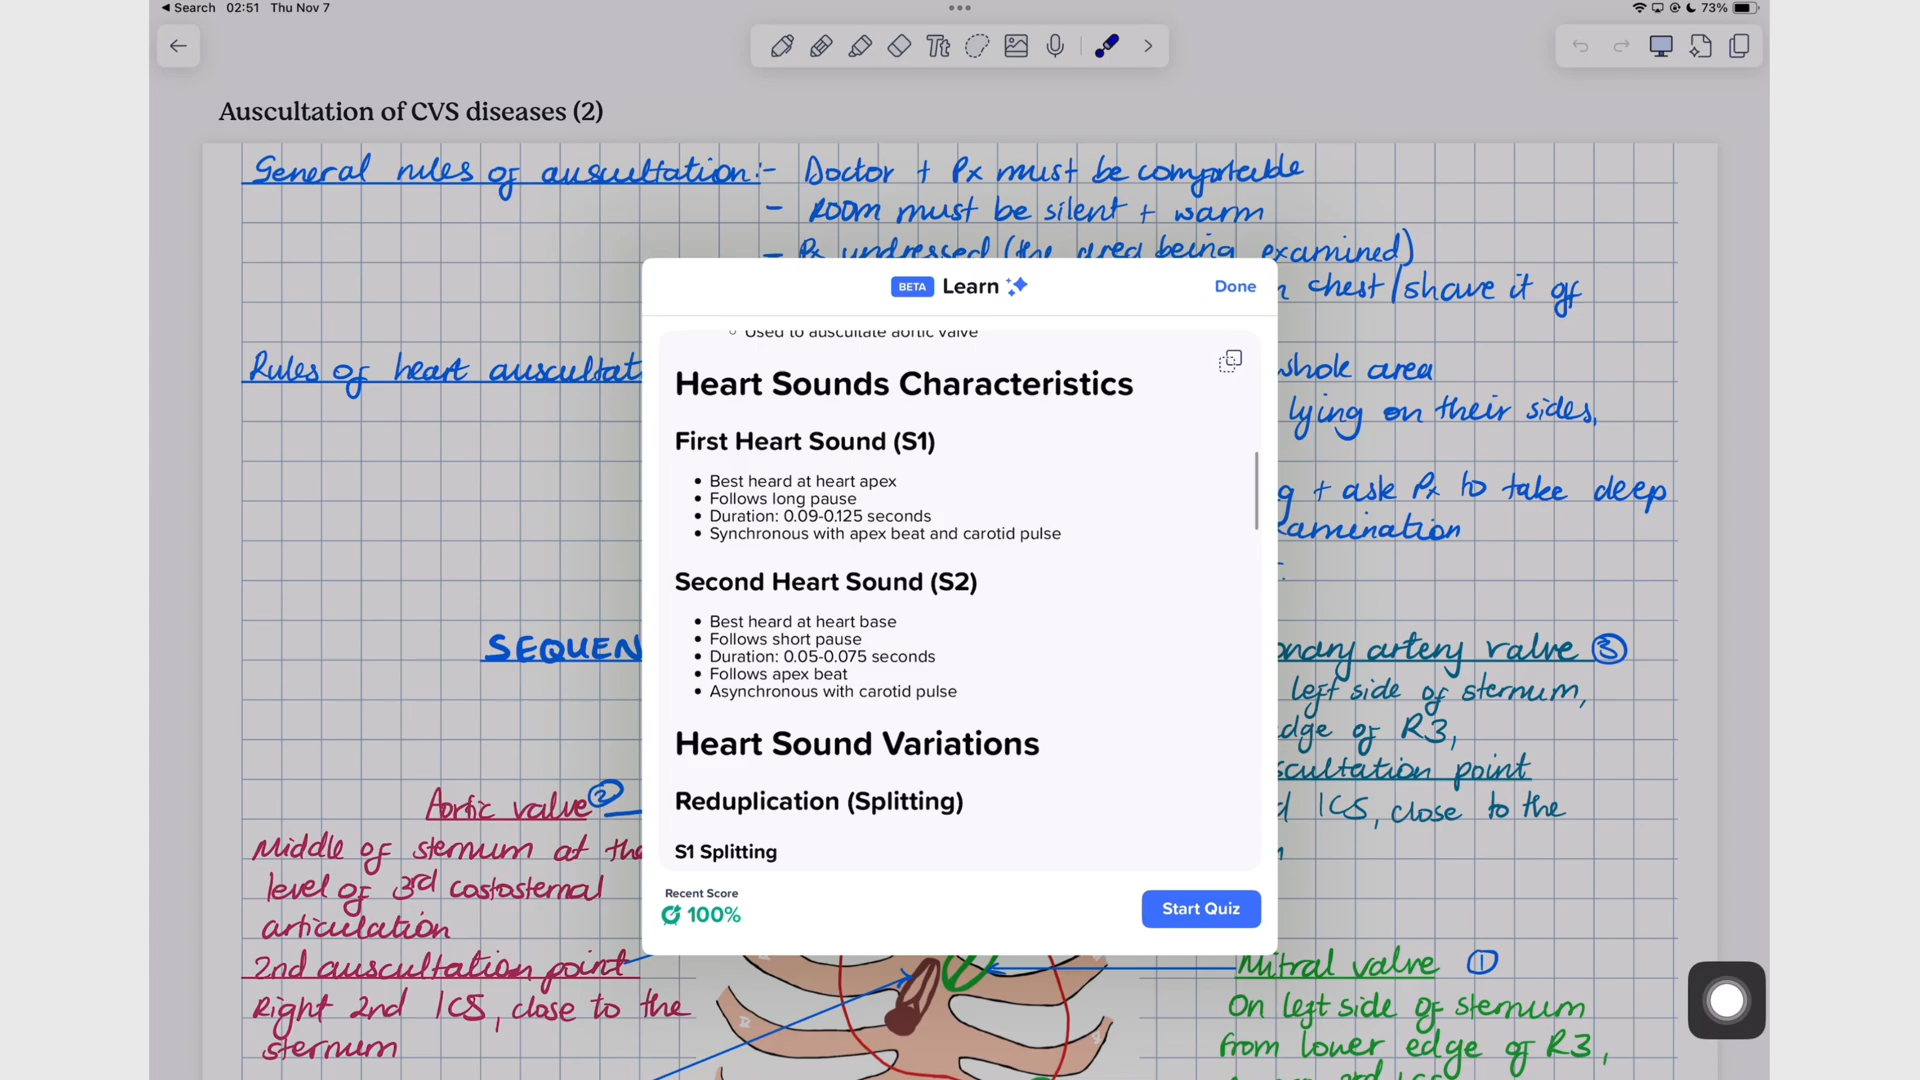 Search 02:51 Thu Nov 7
73%
Auscultation of CVS diseases (2)
General rules of auscultation:- Doctor + Px must be comfortable
- Room must be silent + warm
- Px undressed (the area being examined)
chest/shave it off
Rules of heart auscultat
whole area
lying on their sides,
+ ask Px to take deep
BETA Learn Done
Used to auscultate aortic valve
Heart Sounds Characteristics
First Heart Sound (S1)
• Best heard at heart apex
• Follows long pause
• Duration: 0.09-0.125 seconds
• Synchronous with apex beat and carotid pulse
Second Heart Sound (S2)
• Best heard at heart base
• Follows short pause
• Duration: 0.05-0.075 seconds
• Follows apex beat
• Asynchronous with carotid pulse
Heart Sound Variations
Reduplication (Splitting)
S1 Splitting
Recent Score
100%
Start Quiz
SEQUEN
onary artery valve ③
left side of sternum,
edge of R3,
scultation point
ICS, close to the
Aortic valve ②
Middle of sternum at the
level of 3rd costosternal
articulation
2nd auscultation point
Right 2nd ICS, close to the
sternum
Mitral valve ①
On left side of sternum
from lower edge of R3,